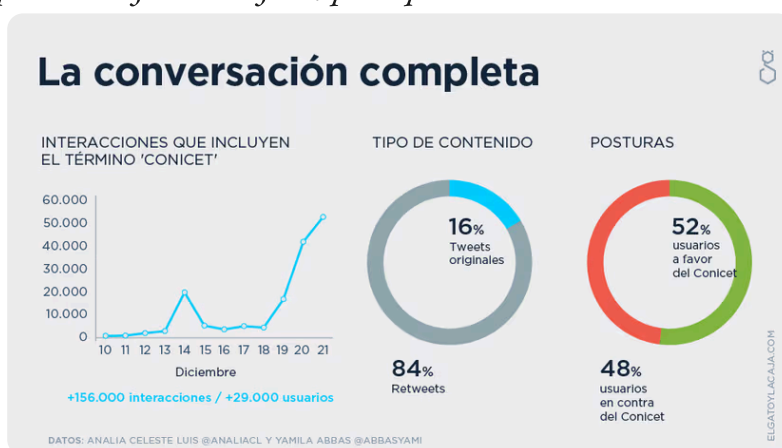 La conversación completa
INTERACCIONES QUE INCLUYEN
EL TÉRMINO 'CONICET'
60.000
50.000
40.000
30.000
20.000
10.000
0
10 11 12 13 14 15 16 17 18 19 20 21
Diciembre
+156.000 interacciones / +29.000 usuarios
TIPO DE CONTENIDO
16%
Tweets
originales
84%
Retweets
POSTURAS
52%
usuarios
a favor
del Conicet
48%
usuarios
en contra
del Conicet
ELGATOYLACAJA.COM
DATOS: ANALIA CELESTE LUIS @ANALIACL Y YAMILA ABBAS @ABBASYAMI